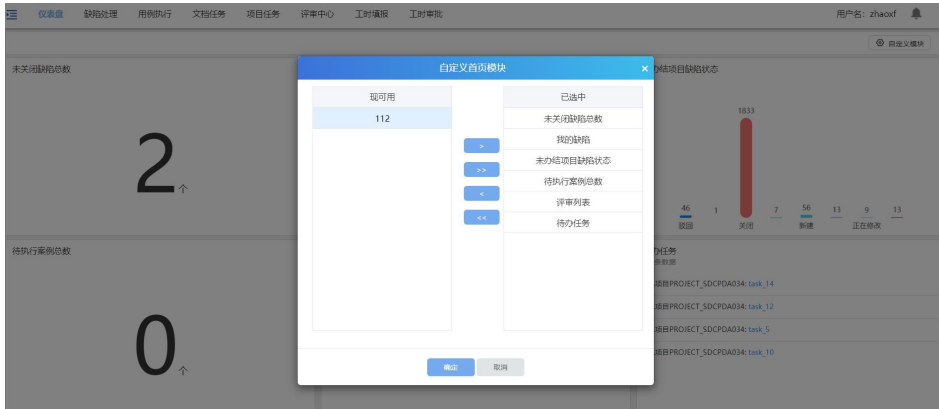 仪表盘 缺陷处理 用例执行 文档任务 项目任务 评审中心 工时填报 工时审批 用户名: zhaoxf
自定义模块
未关闭缺陷总数
自定义首页模块 ×
办结项目缺陷状态
现可用 已选中
112
未关闭缺陷总数
我的缺陷
未办结项目缺陷状态
待执行案例总数
评审列表
待办任务
>
>>
<
<<
2 个
1833
46 1 7 56 13 9 13
驳回 关闭 新建 正在修改
待执行案例总数
办任务
条数据
项目PROJECT_SDCPDA034: task_14
项目PROJECT_SDCPDA034: task_12
项目PROJECT_SDCPDA034: task_5
项目PROJECT_SDCPDA034: task_10
0 个
确定 取消